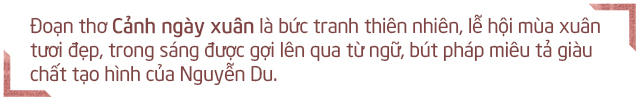 Đoạn thơ Cảnh ngày xuân là bức tranh thiên nhiên, lễ hội mùa xuân
tươi đẹp, trong sáng được gợi lên qua từ ngữ, bút pháp miêu tả giàu
chất tạo hình của Nguyễn Du.